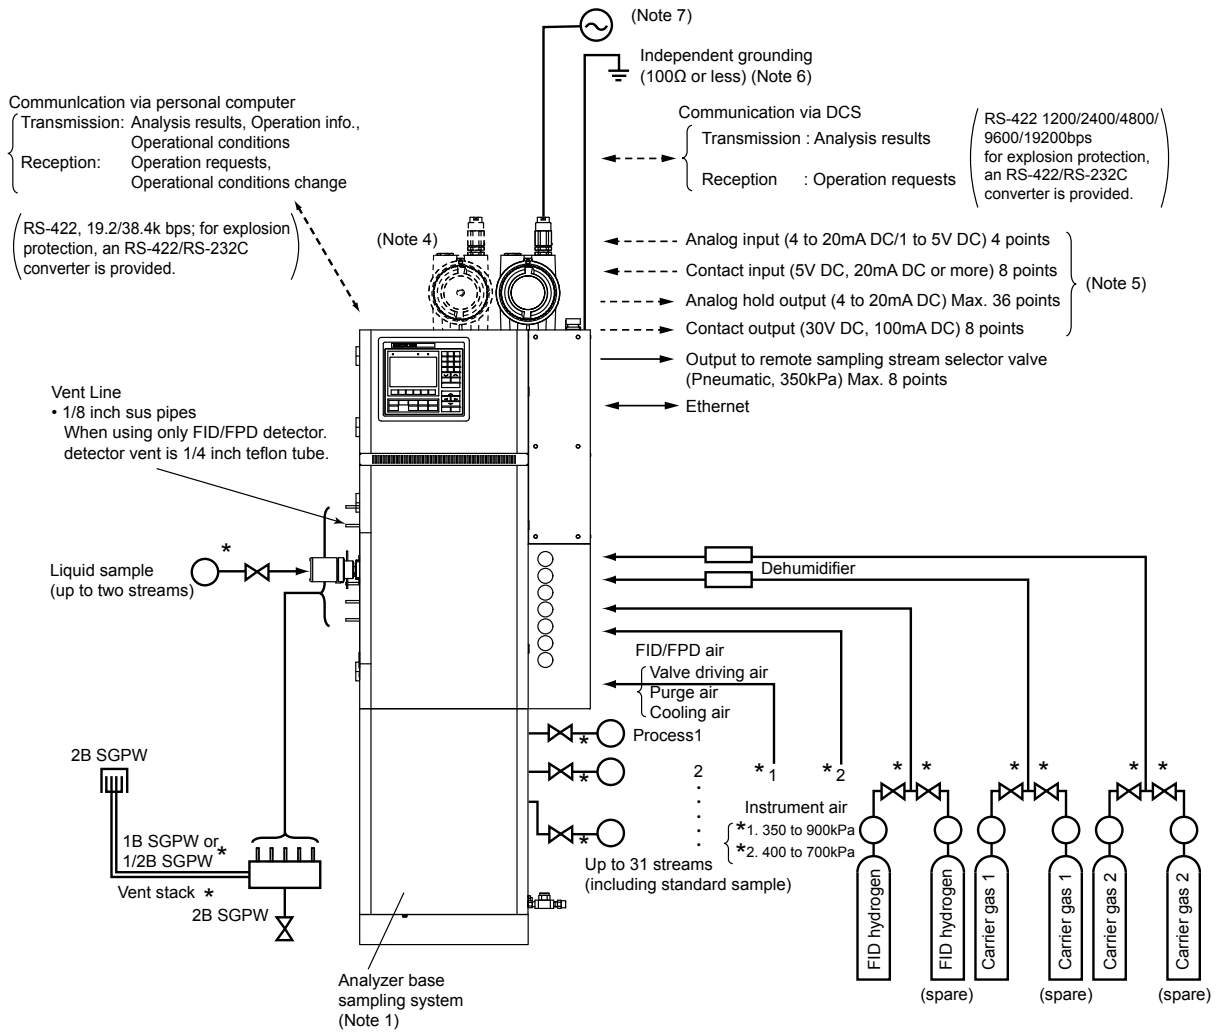 (Note 7)
Independent grounding
(100Ω or less) (Note 6)
Communlcation via personal computer
Transmission: Analysis results, Operation info.,
Operational conditions
Reception: Operation requests,
Operational conditions change
RS-422, 19.2/38.4k bps; for explosion
protection, an RS-422/RS-232C
converter is provided.
(Note 4)
Communication via DCS
Transmission : Analysis results
Reception : Operation requests
RS-422 1200/2400/4800/
9600/19200bps
for explosion protection,
an RS-422/RS-232C
converter is provided.
Analog input (4 to 20mA DC/1 to 5V DC) 4 points
Contact input (5V DC, 20mA DC or more) 8 points
Analog hold output (4 to 20mA DC) Max. 36 points
Contact output (30V DC, 100mA DC) 8 points
(Note 5)
Output to remote sampling stream selector valve
(Pneumatic, 350kPa) Max. 8 points
Ethernet
Vent Line
• 1/8 inch sus pipes
When using only FID/FPD detector.
detector vent is 1/4 inch teflon tube.
*
Liquid sample
(up to two streams)
Dehumidifier
FID/FPD air
Valve driving air
Purge air
Cooling air
* Process1
*
*
2
*1
*2
Instrument air
*1. 350 to 900kPa
*2. 400 to 700kPa
Up to 31 streams
(including standard sample)
2B SGPW
1B SGPW or
1/2B SGPW *
Vent stack *
2B SGPW
Analyzer base
sampling system
(Note 1)
* * * * * *
FID hydrogen
FID hydrogen
(spare)
Carrier gas 1
Carrier gas 1
(spare)
Carrier gas 2
Carrier gas 2
(spare)